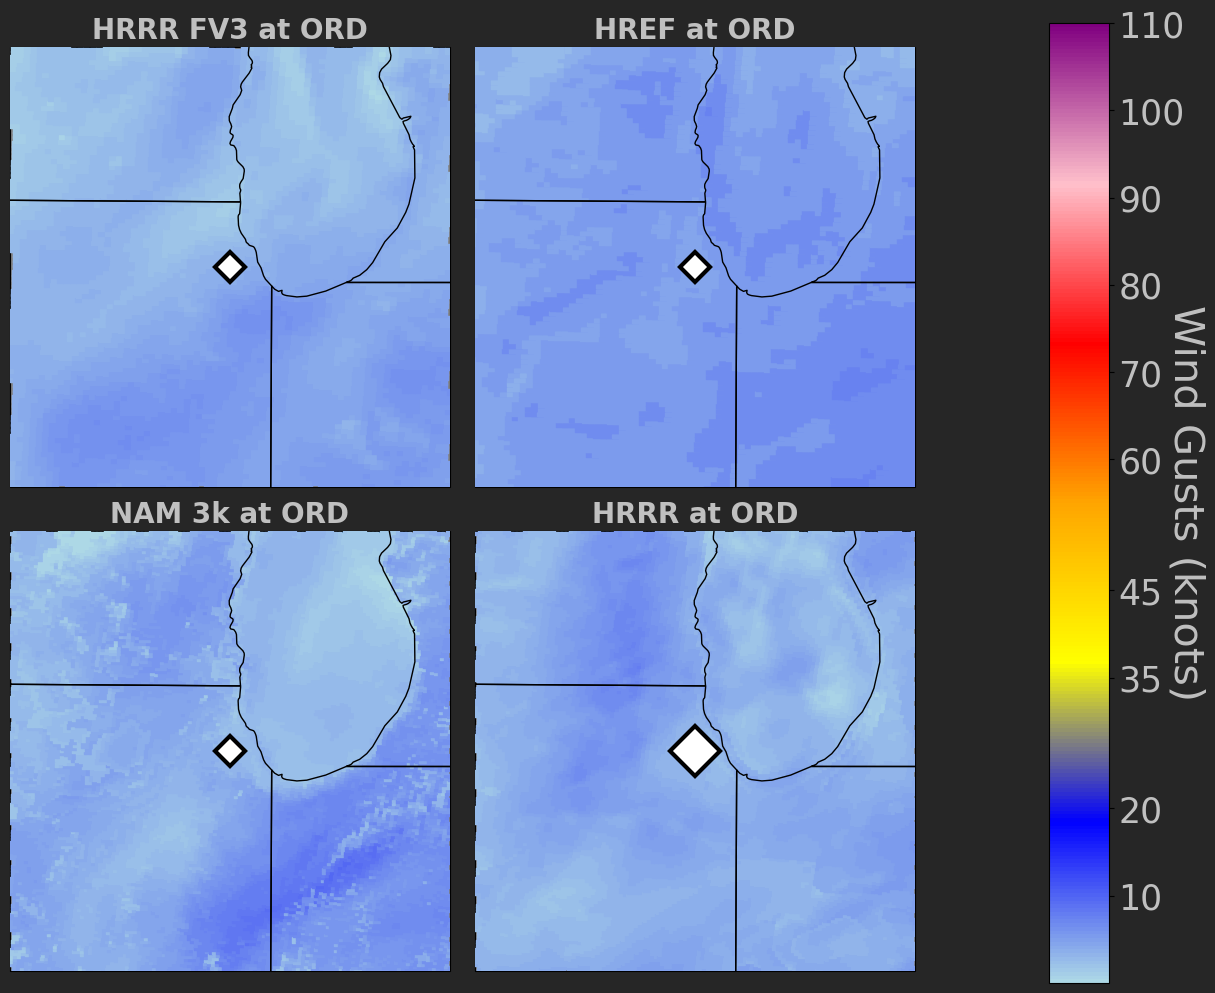 HRRR FV3 at ORD
HREF at ORD
NAM 3k at ORD
HRRR at ORD
110
100
90
80
70
60
45
35
20
10
Wind Gusts (knots)